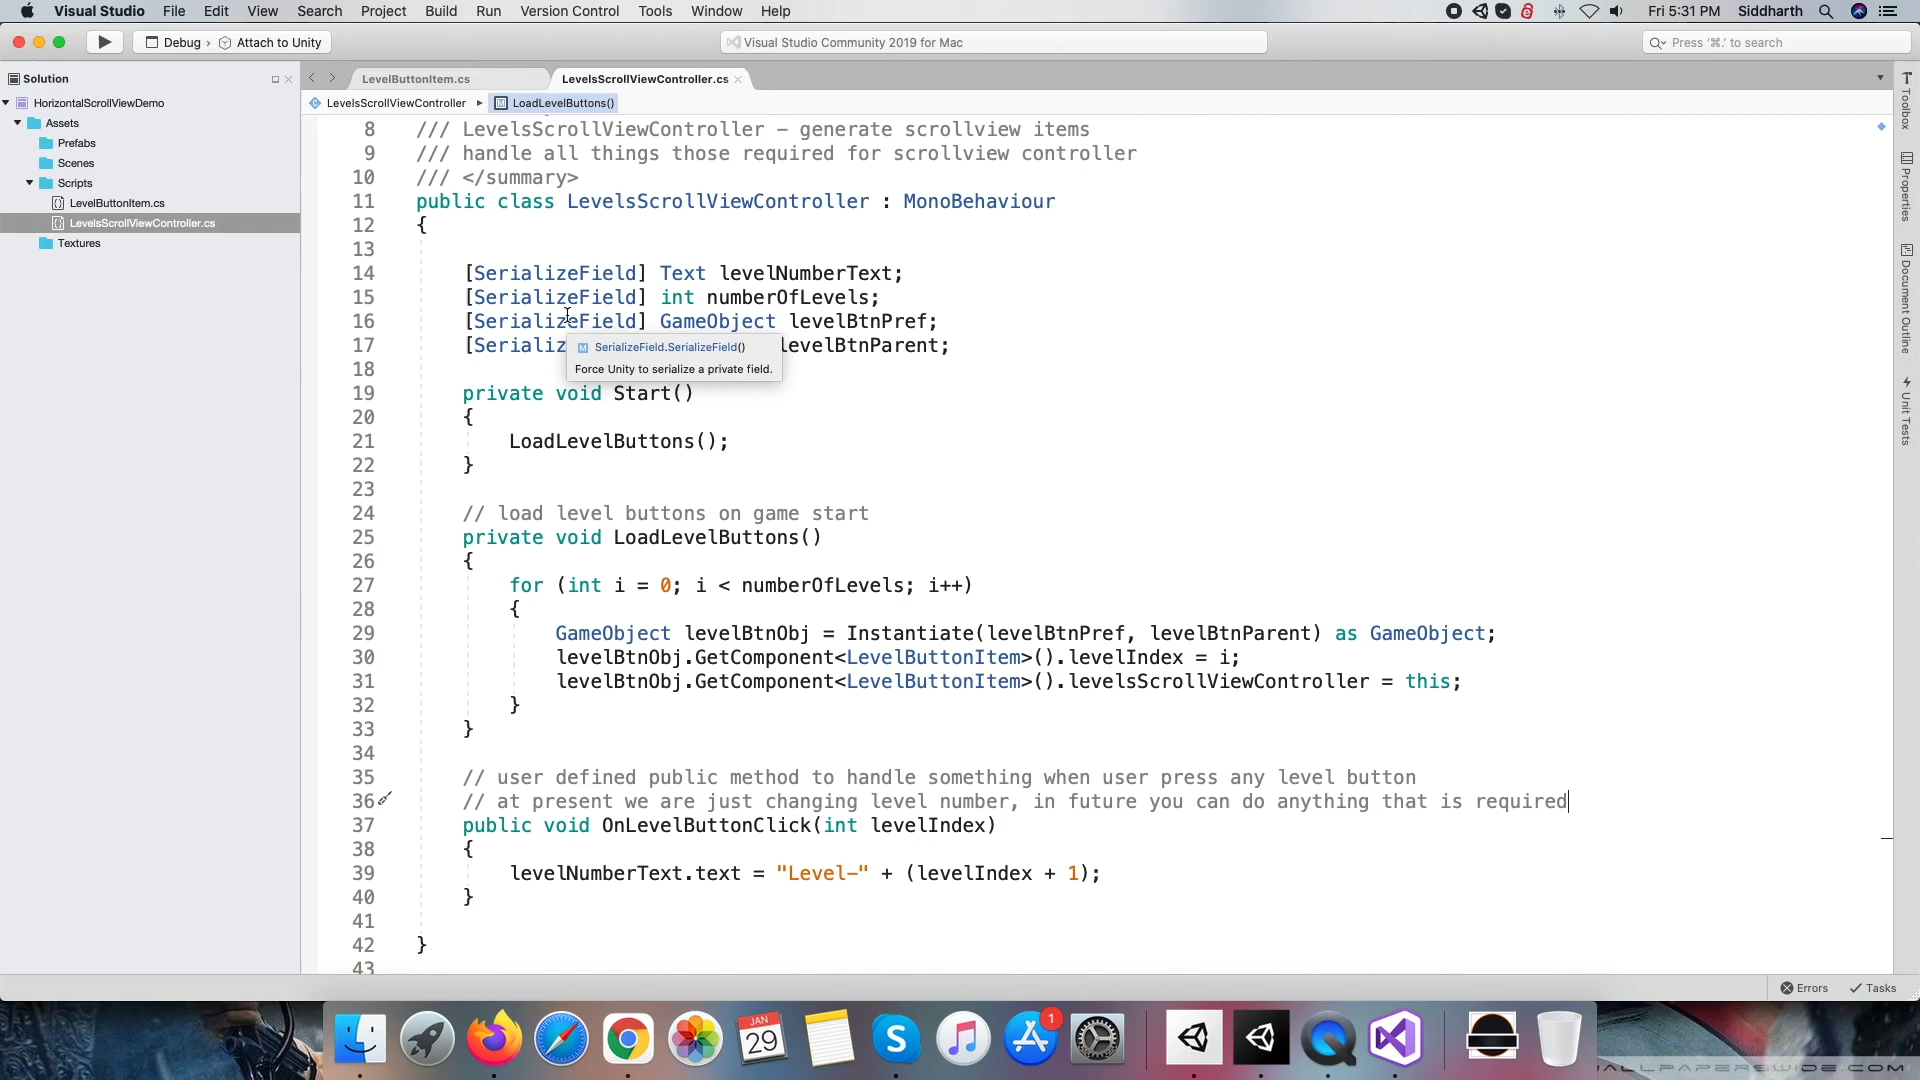 Visual Studio File Edit View Search Project Build Run Version Control Tools Window Help Fri 5:31 PM Siddharth
Debug › Attach to Unity Visual Studio Community 2019 for Mac Press '⌘.' to search
Solution
HorizontalScrollViewDemo
Assets
Prefabs
Scenes
Scripts
LevelButtonItem.cs
LevelsScrollViewController.cs
Textures
LevelButtonItem.cs LevelsScrollViewController.cs
LevelsScrollViewController LoadLevelButtons()
8 /// LevelsScrollViewController – generate scrollview items
9 /// handle all things those required for scrollview controller
10 /// </summary>
11 public class LevelsScrollViewController : MonoBehaviour
12 {
13
14 [SerializeField] Text levelNumberText;
15 [SerializeField] int numberOfLevels;
16 [SerializeField] GameObject levelBtnPref;
17 [Serializ levelBtnParent;
SerializeField.SerializeField()
Force Unity to serialize a private field.
18
19 private void Start()
20 {
21 LoadLevelButtons();
22 }
23
24 // load level buttons on game start
25 private void LoadLevelButtons()
26 {
27 for (int i = 0; i < numberOfLevels; i++)
28 {
29 GameObject levelBtnObj = Instantiate(levelBtnPref, levelBtnParent) as GameObject;
30 levelBtnObj.GetComponent<LevelButtonItem>().levelIndex = i;
31 levelBtnObj.GetComponent<LevelButtonItem>().levelsScrollViewController = this;
32 }
33 }
34
35 // user defined public method to handle something when user press any level button
36 // at present we are just changing level number, in future you can do anything that is required
37 public void OnLevelButtonClick(int levelIndex)
38 {
39 levelNumberText.text = "Level-" + (levelIndex + 1);
40 }
41
42 }
43
Toolbox
Properties
Document Outline
Unit Tests
Errors Tasks
JAN
29
1